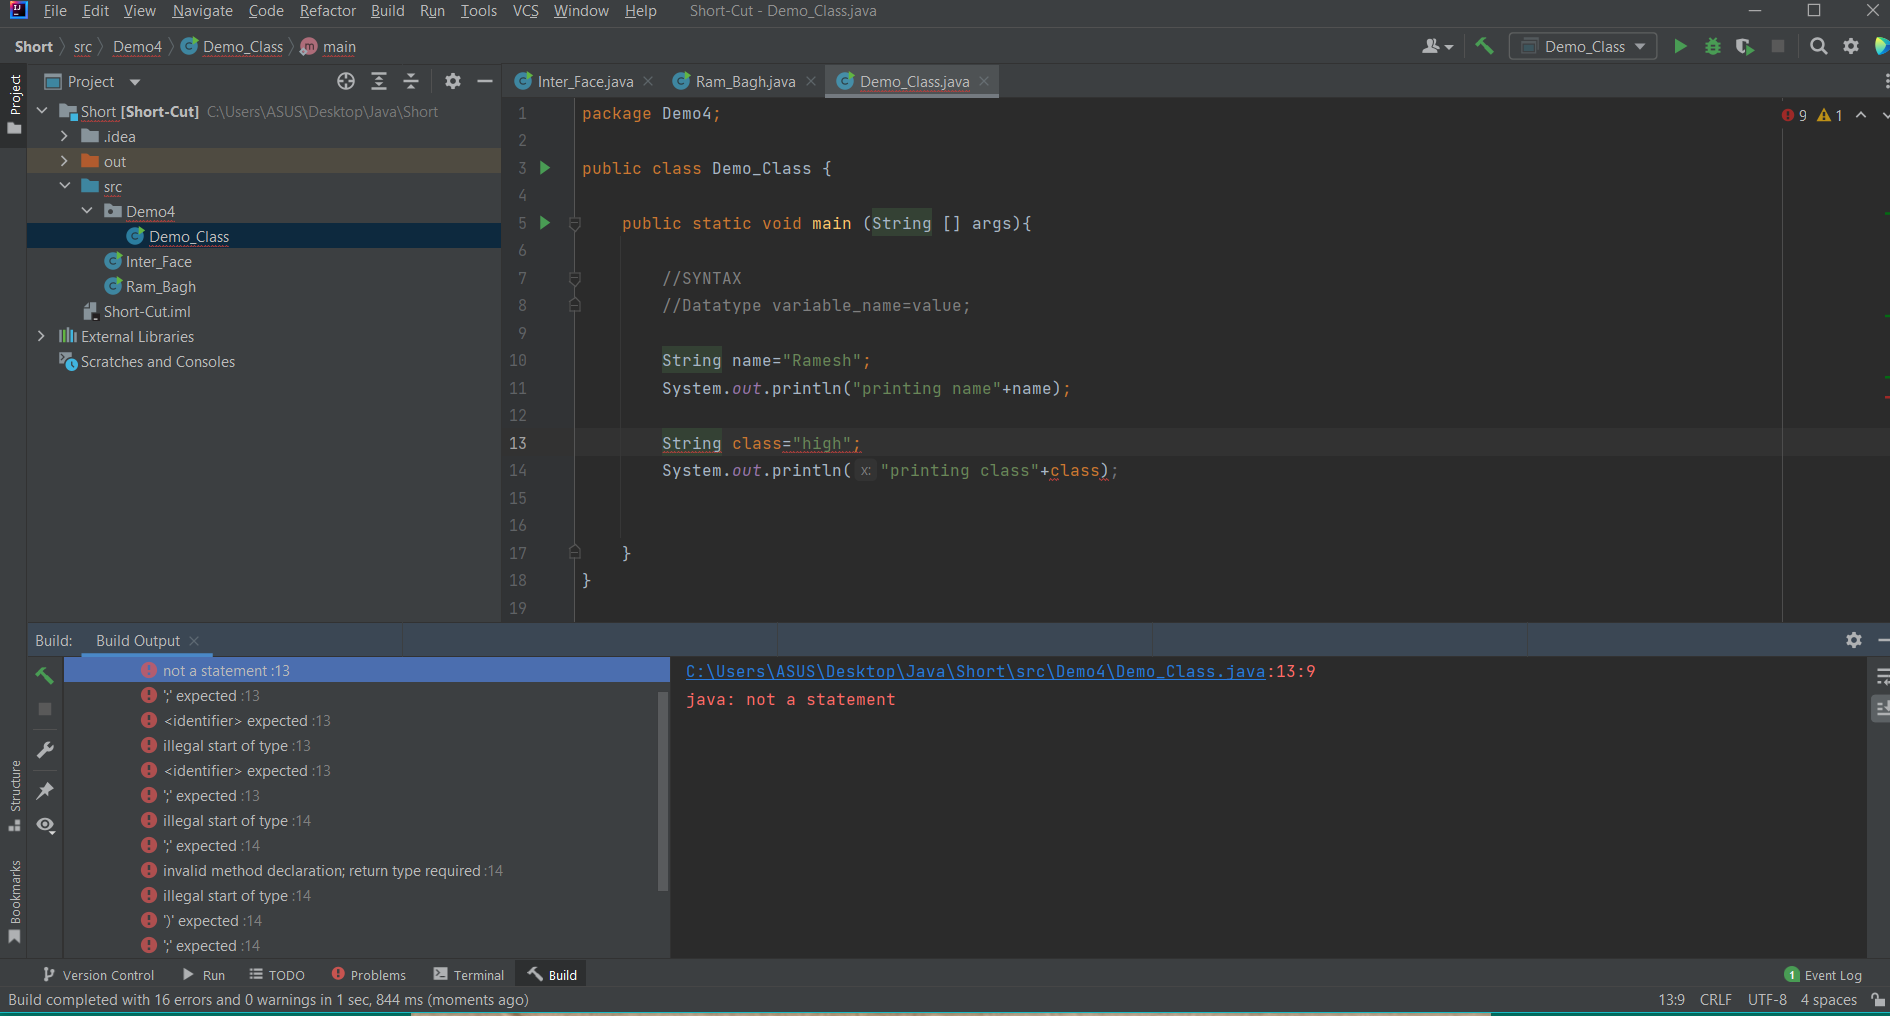 File Edit View Navigate Code Refactor Build Run Tools VCS Window Help Short-Cut - Demo_Class.java
Short src Demo4 Demo_Class main
Demo_Class
Project
Project
Short [Short-Cut] C:\Users\ASUS\Desktop\Java\Short
.idea
out
src
Demo4
Demo_Class
Inter_Face
Ram_Bagh
Short-Cut.iml
External Libraries
Scratches and Consoles
Inter_Face.java Ram_Bagh.java Demo_Class.java
9 1
1 package Demo4;
2
3 public class Demo_Class {
4
5 public static void main (String [] args){
6
7 //SYNTAX
8 //Datatype variable_name=value;
9
10 String name="Ramesh";
11 System.out.println("printing name"+name);
12
13 String class="high";
14 System.out.println( x: "printing class"+class);
15
16
17 }
18 }
19
Build: Build Output
not a statement :13
';' expected :13
<identifier> expected :13
illegal start of type :13
<identifier> expected :13
';' expected :13
illegal start of type :14
';' expected :14
invalid method declaration; return type required :14
illegal start of type :14
')' expected :14
';' expected :14
C:\Users\ASUS\Desktop\Java\Short\src\Demo4\Demo_Class.java:13:9
java: not a statement
Structure
Bookmarks
Version Control Run TODO Problems Terminal Build 1 Event Log
Build completed with 16 errors and 0 warnings in 1 sec, 844 ms (moments ago) 13:9 CRLF UTF-8 4 spaces